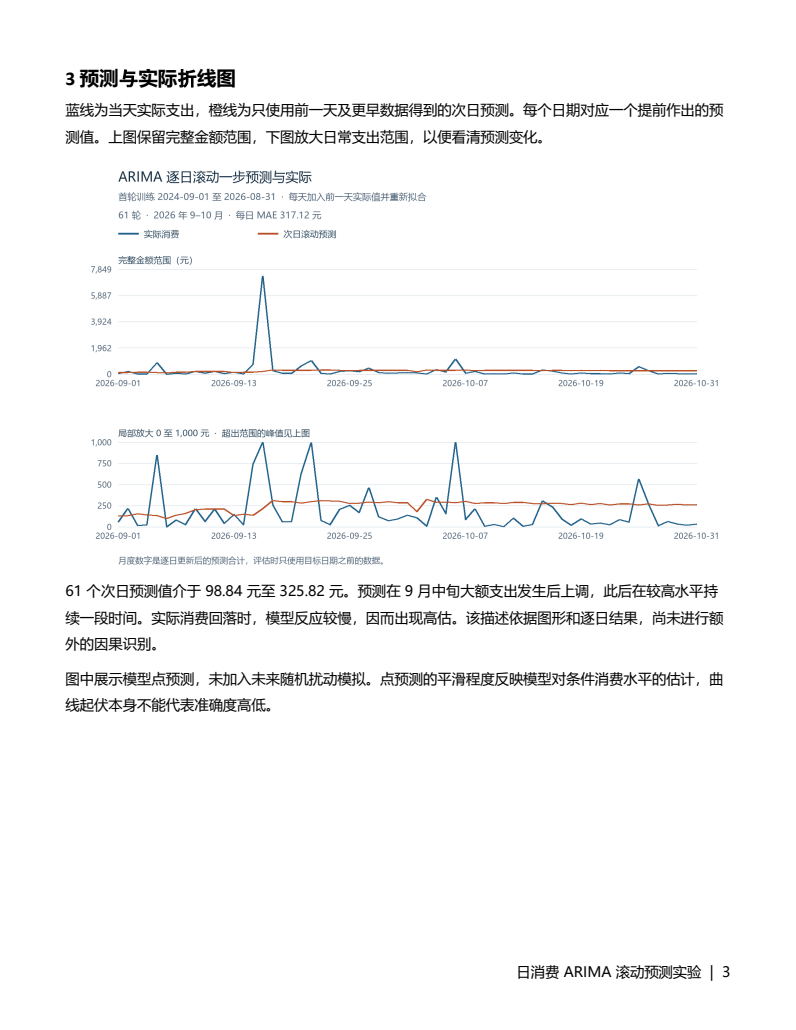 3 预测与实际折线图
蓝线为当天实际支出，橙线为只使用前一天及更早数据得到的次日预测。每个日期对应一个提前作出的预
测值。上图保留完整金额范围，下图放大日常支出范围，以便看清预测变化。
ARIMA 逐日滚动一步预测与实际
首轮训练 2024-09-01 至 2026-08-31 · 每天加入前一天实际值并重新拟合
61 轮 · 2026 年 9–10 月 · 每日 MAE 317.12 元
实际消费 次日滚动预测
完整金额范围（元）
7,849
5,887
3,924
1,962
0
2026-09-01 2026-09-13 2026-09-25 2026-10-07 2026-10-19 2026-10-31
局部放大 0 至 1,000 元 · 超出范围的峰值见上图
1,000
750
500
250
0
2026-09-01 2026-09-13 2026-09-25 2026-10-07 2026-10-19 2026-10-31
月度数字是逐日更新后的预测合计，评估时只使用目标日期之前的数据。
61 个次日预测值介于 98.84 元至 325.82 元。预测在 9 月中旬大额支出发生后上调，此后在较高水平持
续一段时间。实际消费回落时，模型反应较慢，因而出现高估。该描述依据图形和逐日结果，尚未进行额
外的因果识别。
图中展示模型点预测，未加入未来随机扰动模拟。点预测的平滑程度反映模型对条件消费水平的估计，曲
线起伏本身不能代表准确度高低。
日消费 ARIMA 滚动预测实验 | 3